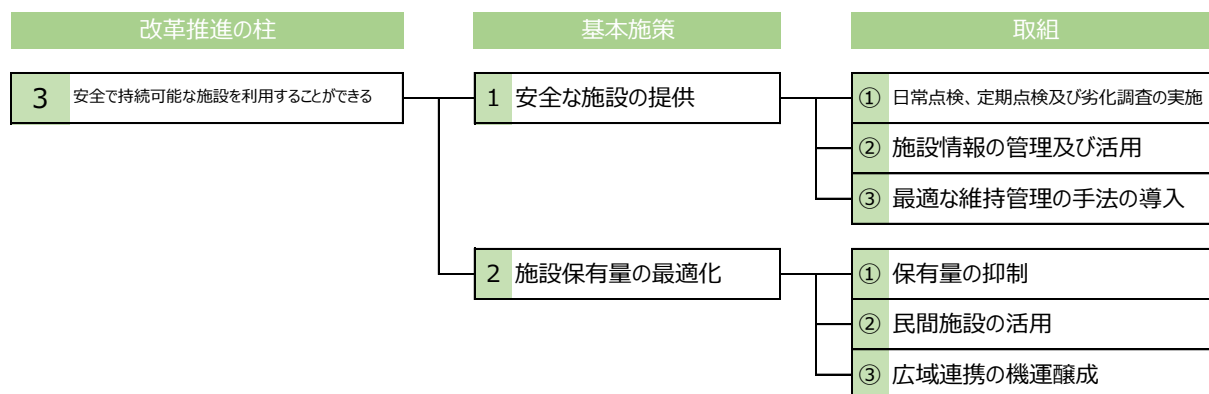 改革推進の柱
基本施策
取組
3 安全で持続可能な施設を利用することができる
1 安全な施設の提供
① 日常点検、定期点検及び劣化調査の実施
② 施設情報の管理及び活用
③ 最適な維持管理の手法の導入
2 施設保有量の最適化
① 保有量の抑制
② 民間施設の活用
③ 広域連携の機運醸成